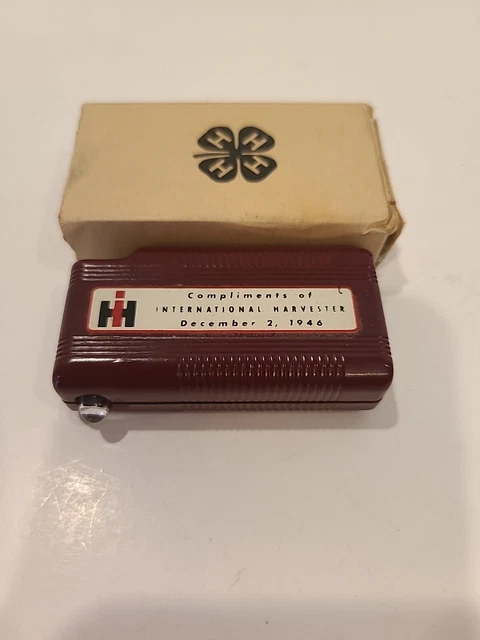 H H
H H
IH
Compliments of
INTERNATIONAL HARVESTER
December 2, 1946